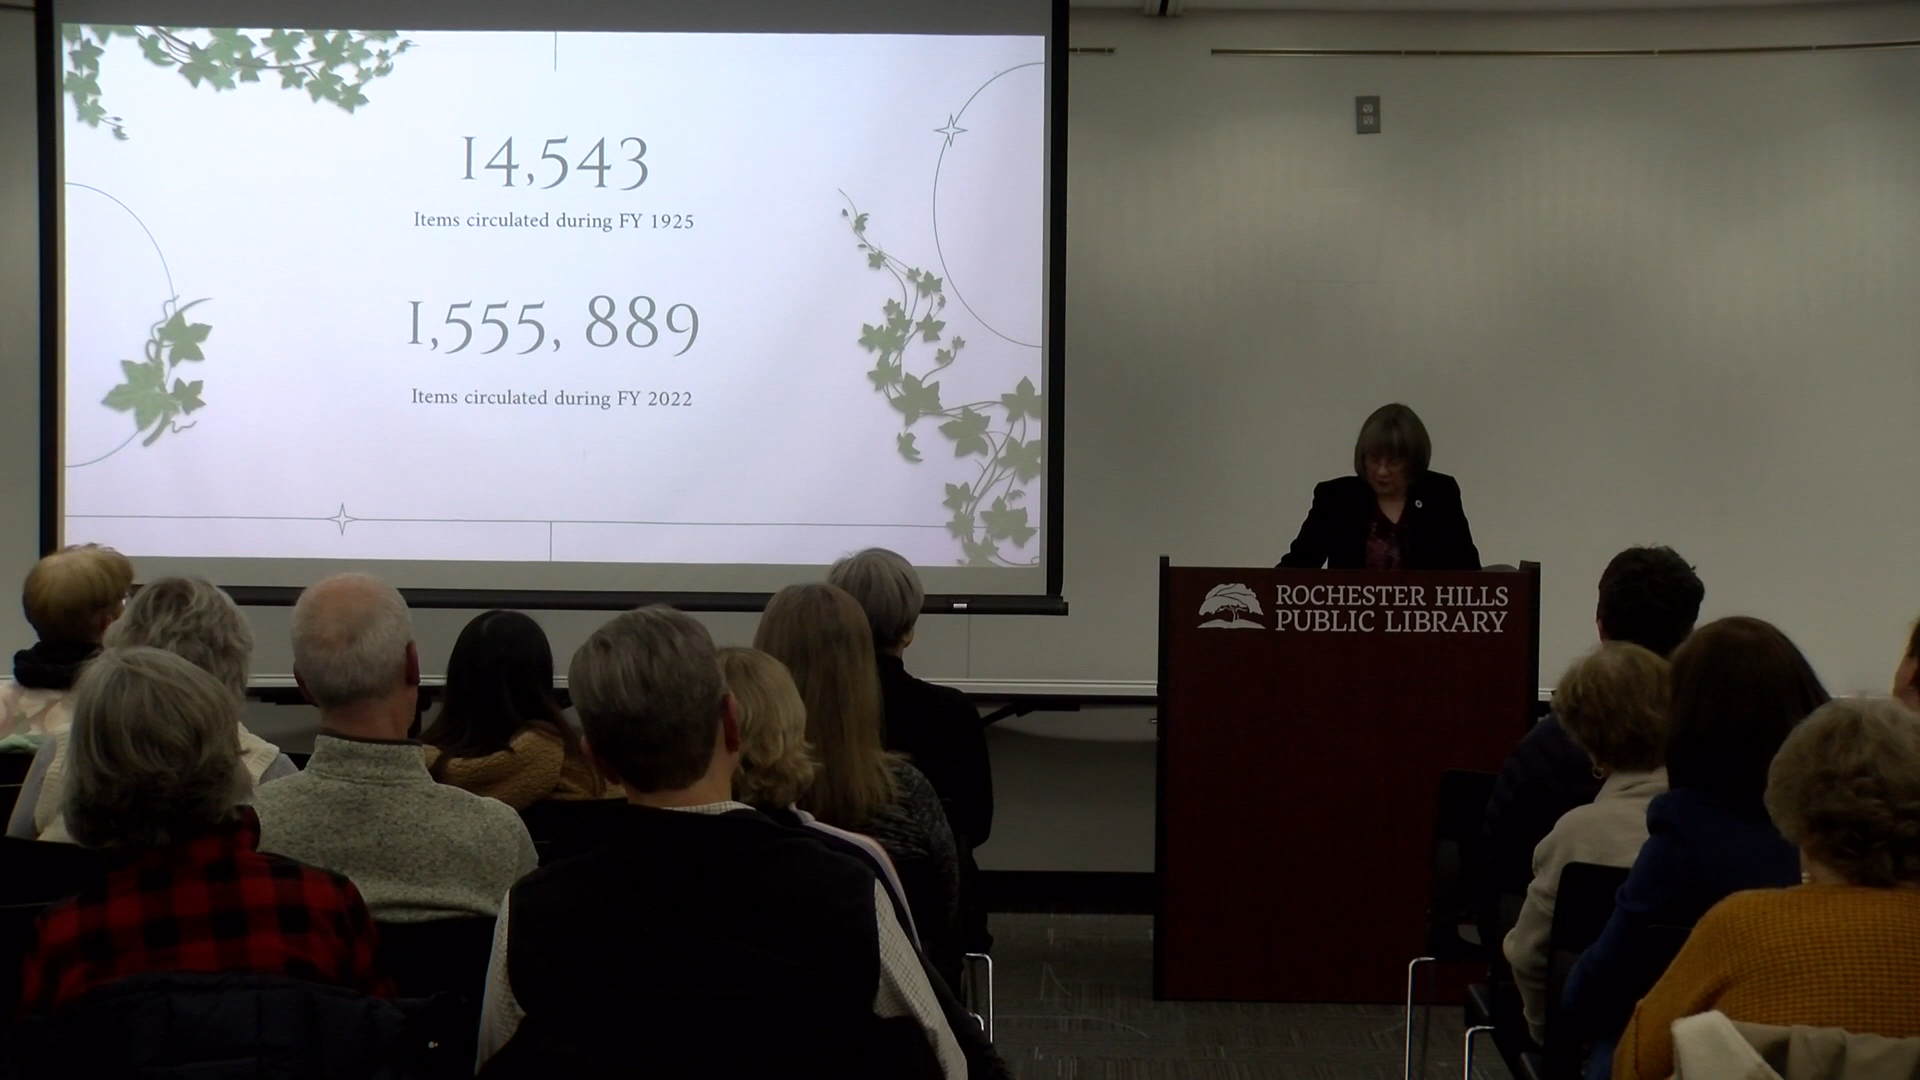 14,543
Items circulated during FY 1925
1,555, 889
Items circulated during FY 2022
ROCHESTER HILLS
PUBLIC LIBRARY